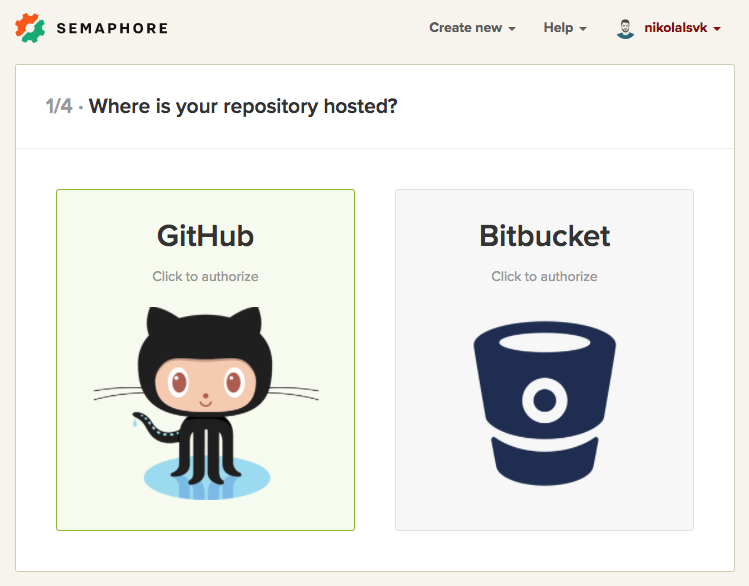 SEMAPHORE
Create new
Help
nikolalsvk
1/4 · Where is your repository hosted?
GitHub
Click to authorize
Bitbucket
Click to authorize